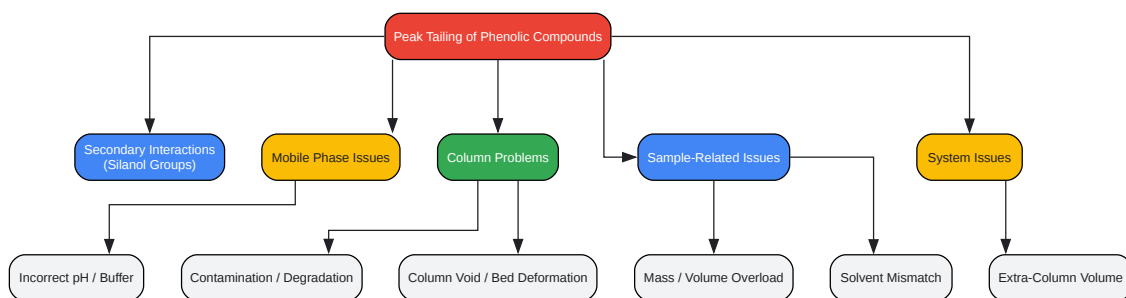 Peak Tailing of Phenolic Compounds
Secondary Interactions
(Silanol Groups)
Mobile Phase Issues
Column Problems
Sample-Related Issues
System Issues
Incorrect pH / Buffer
Contamination / Degradation
Column Void / Bed Deformation
Mass / Volume Overload
Solvent Mismatch
Extra-Column Volume